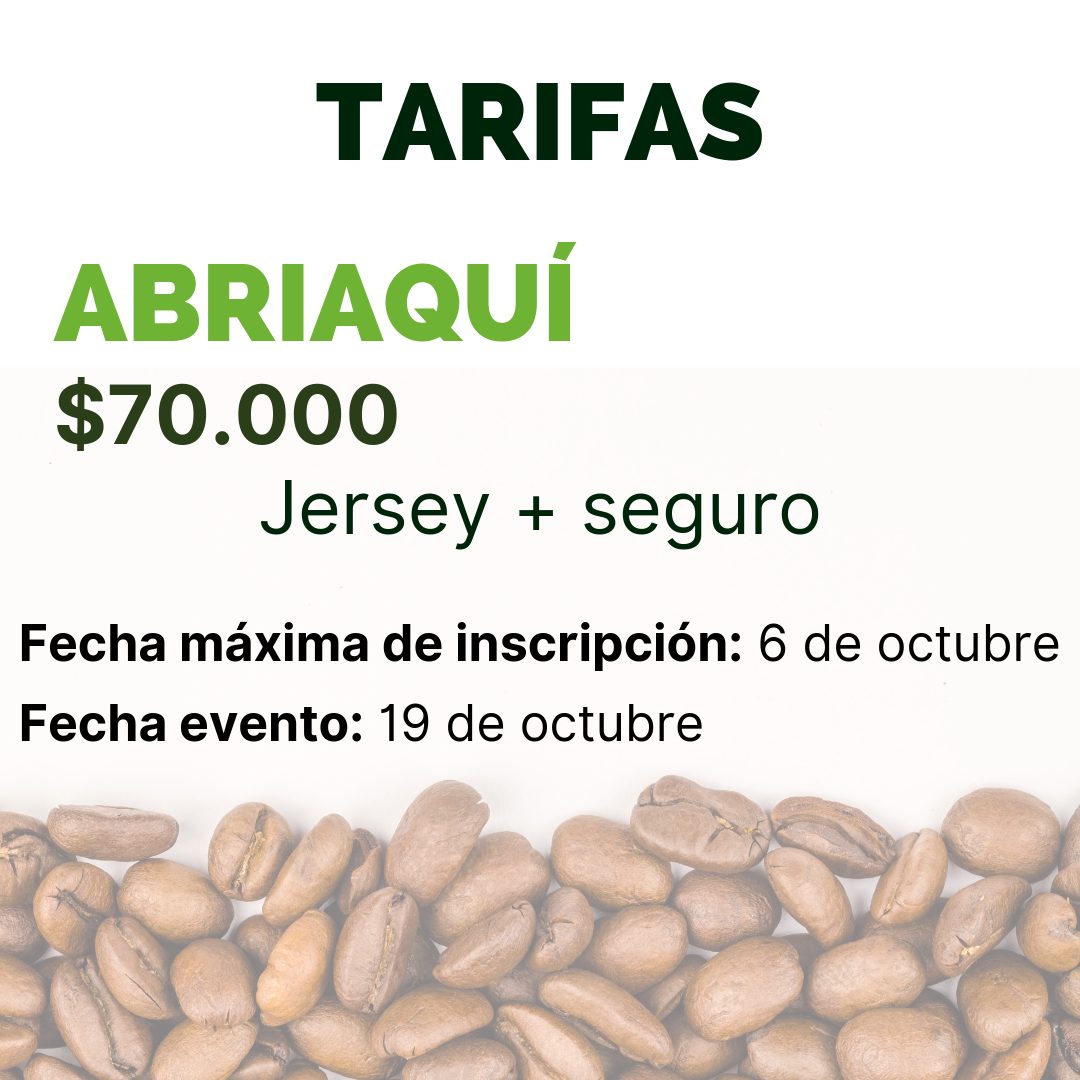 TARIFAS
ABRIAQUÍ
$70.000
Jersey + seguro
Fecha máxima de inscripción: 6 de octubre
Fecha evento: 19 de octubre